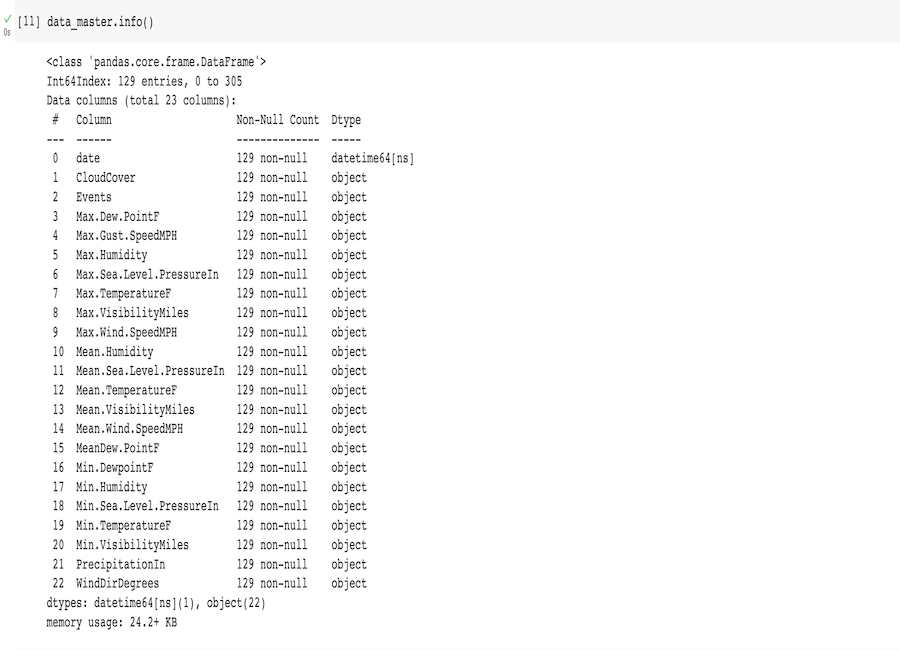 [11] data_master.info()
0s
<class 'pandas.core.frame.DataFrame'>
Int64Index: 129 entries, 0 to 305
Data columns (total 23 columns):
 #   Column                     Non-Null Count  Dtype
---  ------                     --------------  -----
 0   date                       129 non-null    datetime64[ns]
 1   CloudCover                 129 non-null    object
 2   Events                     129 non-null    object
 3   Max.Dew.PointF             129 non-null    object
 4   Max.Gust.SpeedMPH          129 non-null    object
 5   Max.Humidity               129 non-null    object
 6   Max.Sea.Level.PressureIn   129 non-null    object
 7   Max.TemperatureF           129 non-null    object
 8   Max.VisibilityMiles        129 non-null    object
 9   Max.Wind.SpeedMPH          129 non-null    object
 10  Mean.Humidity              129 non-null    object
 11  Mean.Sea.Level.PressureIn  129 non-null    object
 12  Mean.TemperatureF          129 non-null    object
 13  Mean.VisibilityMiles       129 non-null    object
 14  Mean.Wind.SpeedMPH         129 non-null    object
 15  MeanDew.PointF             129 non-null    object
 16  Min.DewpointF              129 non-null    object
 17  Min.Humidity               129 non-null    object
 18  Min.Sea.Level.PressureIn   129 non-null    object
 19  Min.TemperatureF           129 non-null    object
 20  Min.VisibilityMiles        129 non-null    object
 21  PrecipitationIn            129 non-null    object
 22  WindDirDegrees             129 non-null    object
dtypes: datetime64[ns](1), object(22)
memory usage: 24.2+ KB